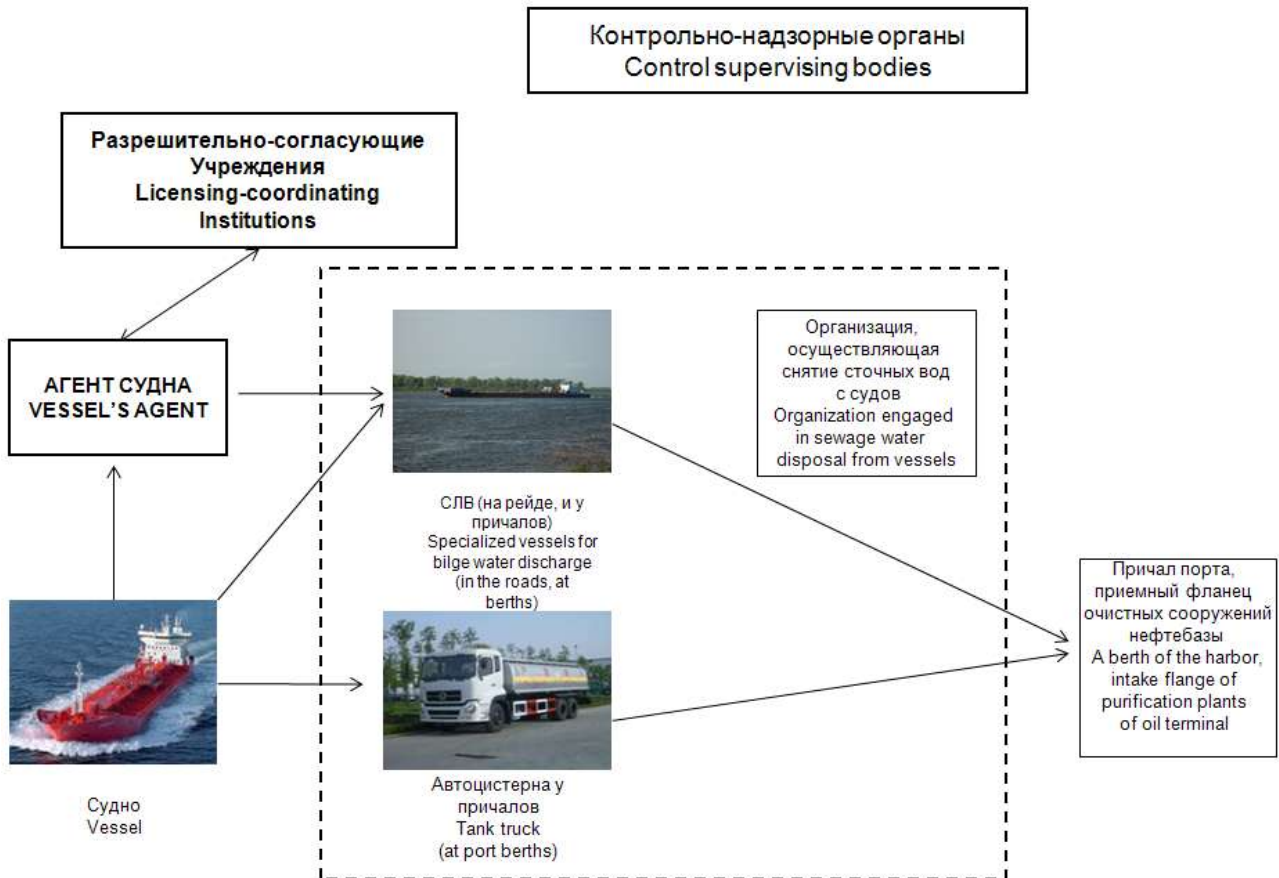 Контрольно-надзорные органы
Control supervising bodies
Разрешительно-согласующие
Учреждения
Licensing-coordinating
Institutions
АГЕНТ СУДНА
VESSEL'S AGENT
Организация,
осуществляющая
снятие сточных вод
с судов
Organization engaged
in sewage water
disposal from vessels
СЛВ (на рейде, и у
причалов)
Specialized vessels for
bilge water discharge
(in the roads, at
berths)
Причал порта,
приемный фланец
очистных сооружений
нефтебазы
A berth of the harbor,
intake flange of
purification plants
of oil terminal
Судно
Vessel
Автоцистерна у
причалов
Tank truck
(at port berths)